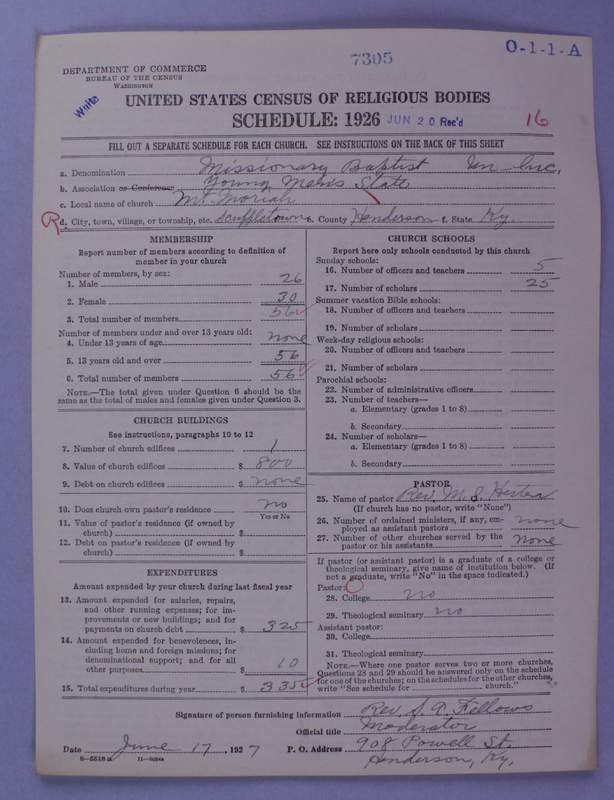 7305
O-1-1-A
DEPARTMENT OF COMMERCE
BUREAU OF THE CENSUS
WASHINGTON
White
UNITED STATES CENSUS OF RELIGIOUS BODIES
SCHEDULE: 1926 JUN 20 Rec'd
16
FILL OUT A SEPARATE SCHEDULE FOR EACH CHURCH. SEE INSTRUCTIONS ON THE BACK OF THIS SHEET
a. Denomination Missionary Baptist
b. Association or Conference Young Men's State
c. Local name of church Mt. Moriah
R d. City, town, village, or township, etc. Scuffletown e. County Henderson f. State Ky.
MEMBERSHIP
Report number of members according to definition of member in your church
Number of members, by sex:
1. Male 26
2. Female 30
3. Total number of members 56
Number of members under and over 13 years old:
4. Under 13 years of age none
5. 13 years old and over 56
6. Total number of members 56
NOTE.—The total given under Question 6 should be the
same as the total of males and females given under Question 3.
CHURCH BUILDINGS
See instructions, paragraphs 10 to 12
7. Number of church edifices 1
8. Value of church edifices $ 800
9. Debt on church edifices $ none
10. Does church own pastor's residence no
Yes or No
11. Value of pastor's residence (if owned by
church) $
12. Debt on pastor's residence (if owned by
church) $
EXPENDITURES
Amount expended by your church during last fiscal year
13. Amount expended for salaries, repairs,
and other running expenses; for im-
provements or new buildings; and for
payments on church debt $ 325
14. Amount expended for benevolences, in-
cluding home and foreign missions; for
denominational support; and for all
other purposes $ 10
15. Total expenditures during year $ 335
CHURCH SCHOOLS
Report here only schools conducted by this church
Sunday schools:
16. Number of officers and teachers 5
17. Number of scholars 25
Summer vacation Bible schools:
18. Number of officers and teachers
19. Number of scholars
Week-day religious schools:
20. Number of officers and teachers
21. Number of scholars
Parochial schools:
22. Number of administrative officers
23. Number of teachers—
a. Elementary (grades 1 to 8)
b. Secondary
24. Number of scholars—
a. Elementary (grades 1 to 8)
b. Secondary
PASTOR
25. Name of pastor Rev. M. S. Hester
(If church has no pastor, write "None")
26. Number of ordained ministers, if any, em-
ployed as assistant pastors none
27. Number of other churches served by the
pastor or his assistants none
If pastor (or assistant pastor) is a graduate of a college or
theological seminary, give name of institution below. (If
not a graduate, write "No" in the space indicated.)
Pastor:
28. College no
29. Theological seminary no
Assistant pastor:
30. College
31. Theological seminary
NOTE.—Where one pastor serves two or more churches,
Questions 28 and 29 should be answered only on the schedule
for one of the churches; on the schedules for the other churches,
write "See schedule for ____ church."
Signature of person furnishing information Rev. S. A. Fellows
Official title Moderator
Date June 17, 1927 P. O. Address 908 Powell St.
Henderson, Ky.